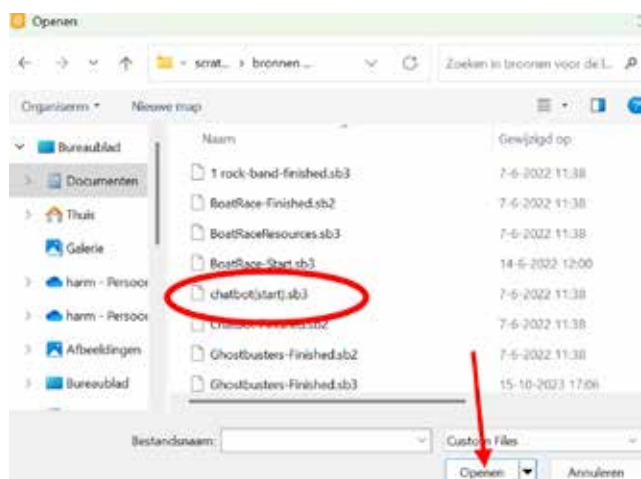 Openen
scrat... > bronnen ...
Zoeken in bronnen voor de l...
Organiseren
Nieuwe map
Naam
Gewijzigd op
Bureaublad
Documenten
Thuis
Galerie
harm - Persoon
harm - Persoon
Afbeeldingen
Bureaublad
1 rock-band-finished.sb3 7-6-2022 11:38
BoatRace-Finished.sb2 7-6-2022 11:38
BoatRaceResources.sb3 7-6-2022 11:38
BoatRace-Start.sb3 14-6-2022 12:00
chatbot(start).sb3 7-6-2022 11:38
ChatBot-Finished.sb2 7-6-2022 11:38
Ghostbusters-Finished.sb2 7-6-2022 11:38
Ghostbusters-Finished.sb3 15-10-2023 17:06
Bestandsnaam:
Custom Files
Openen
Annuleren